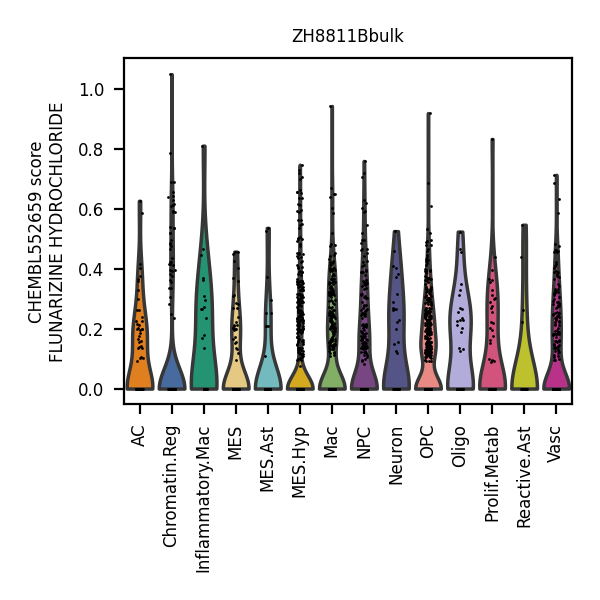 ZH8811Bbulk
CHEMBL552659 score
FLUNARIZINE HYDROCHLORIDE
1.0
0.8
0.6
0.4
0.2
0.0
AC
Chromatin.Reg
Inflammatory.Mac
MES
MES.Ast
MES.Hyp
Mac
NPC
Neuron
OPC
Oligo
Prolif.Metab
Reactive.Ast
Vasc